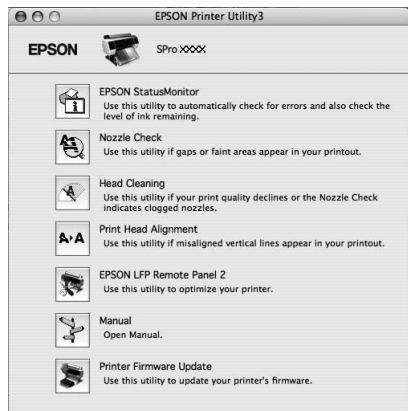 EPSON Printer Utility3
EPSON SPro XXXX
EPSON StatusMonitor
Use this utility to automatically check for errors and also check the
level of ink remaining.
Nozzle Check
Use this utility if gaps or faint areas appear in your printout.
Head Cleaning
Use this utility if your print quality declines or the Nozzle Check
indicates clogged nozzles.
A A
Print Head Alignment
Use this utility if misaligned vertical lines appear in your printout.
EPSON LFP Remote Panel 2
Use this utility to optimize your printer.
Manual
Open Manual.
Printer Firmware Update
Use this utility to update your printer's firmware.